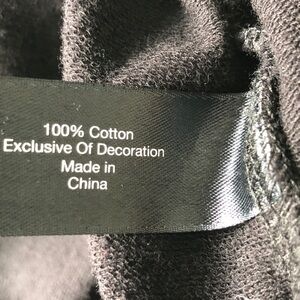 100% Cotton
Exclusive Of Decoration
Made in
China